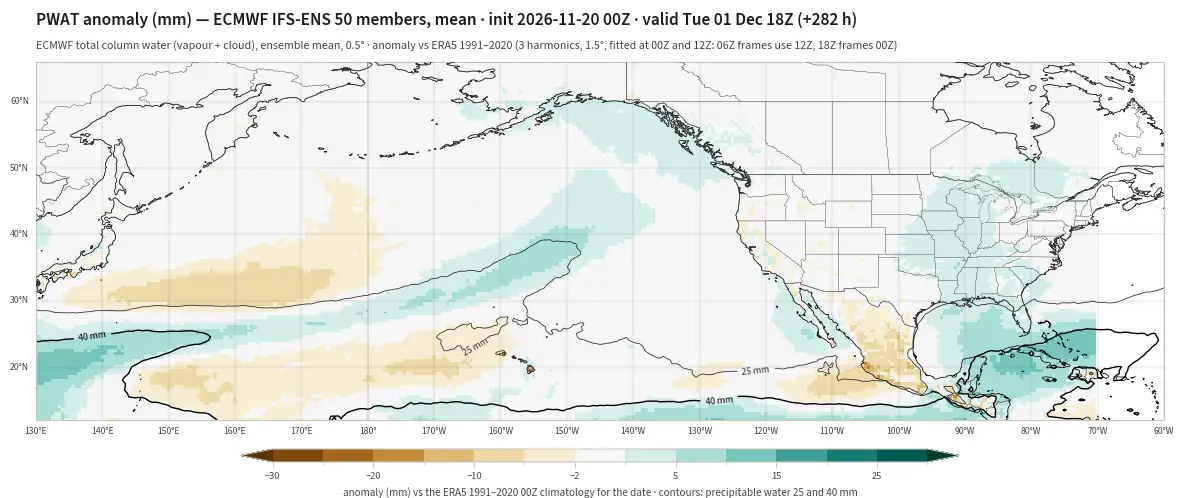 PWAT anomaly (mm) — ECMWF IFS-ENS 50 members, mean · init 2026-11-20 00Z · valid Tue 01 Dec 18Z (+282 h)
ECMWF total column water (vapour + cloud), ensemble mean, 0.5° · anomaly vs ERA5 1991–2020 (3 harmonics, 1.5°, fitted at 00Z and 12Z: 06Z frames use 12Z, 18Z frames 00Z)
60°N
50°N
40°N
30°N
20°N
40 mm
25 mm
25 mm
40 mm
130°E 140°E 150°E 160°E 170°E 180° 170°W 160°W 150°W 140°W 130°W 120°W 110°W 100°W 90°W 80°W 70°W 60°W
−30 −20 −10 −2 5 15 25
anomaly (mm) vs the ERA5 1991–2020 00Z climatology for the date · contours: precipitable water 25 and 40 mm